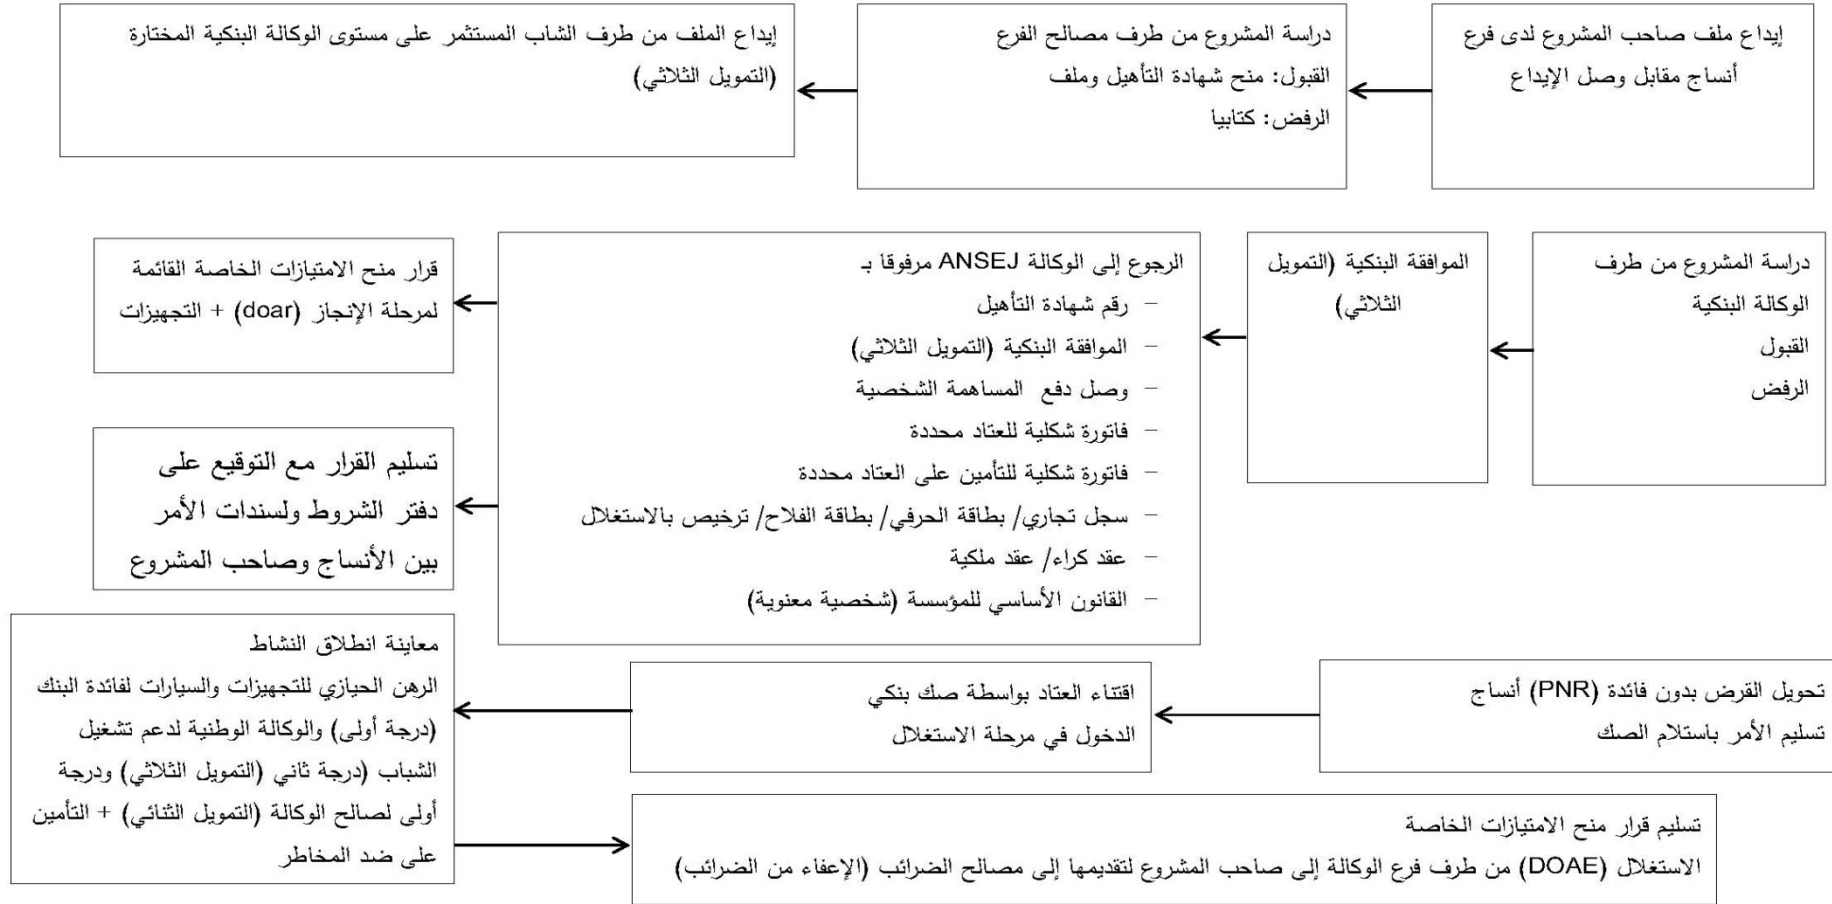 إيداع ملف صاحب المشروع لدى فرع
أنساج مقابل وصل الإيداع
دراسة المشروع من طرف مصالح الفرع
القبول: منح شهادة التأهيل وملف
الرفض: كتابيا
إيداع الملف من طرف الشاب المستثمر على مستوى الوكالة البنكية المختارة
(التمويل الثلاثي)
دراسة المشروع من طرف
الوكالة البنكية
القبول
الرفض
الموافقة البنكية (التمويل
الثلاثي)
الرجوع إلى الوكالة ANSEJ مرفوقا بـ
– رقم شهادة التأهيل
– الموافقة البنكية (التمويل الثلاثي)
– وصل دفع المساهمة الشخصية
– فاتورة شكلية للعتاد محددة
– فاتورة شكلية للتأمين على العتاد محددة
– سجل تجاري/ بطاقة الحرفي/ بطاقة الفلاح/ ترخيص بالاستغلال
– عقد كراء/ عقد ملكية
– القانون الأساسي للمؤسسة (شخصية معنوية)
قرار منح الامتيازات الخاصة القائمة
لمرحلة الإنجاز (doar) + التجهيزات
تسليم القرار مع التوقيع على
دفتر الشروط ولسندات الأمر
بين الأنساج وصاحب المشروع
تحويل القرض بدون فائدة (PNR) أنساج
تسليم الأمر باستلام الصك
اقتناء العتاد بواسطة صك بنكي
الدخول في مرحلة الاستغلال
معاينة انطلاق النشاط
الرهن الحيازي للتجهيزات والسيارات لفائدة البنك
(درجة أولى) والوكالة الوطنية لدعم تشغيل
الشباب (درجة ثاني (التمويل الثلاثي) ودرجة
أولى لصالح الوكالة (التمويل الثنائي) + التأمين
على ضد المخاطر
تسليم قرار منح الامتيازات الخاصة
الاستغلال (DOAE) من طرف فرع الوكالة إلى صاحب المشروع لتقديمها إلى مصالح الضرائب (الإعفاء من الضرائب)